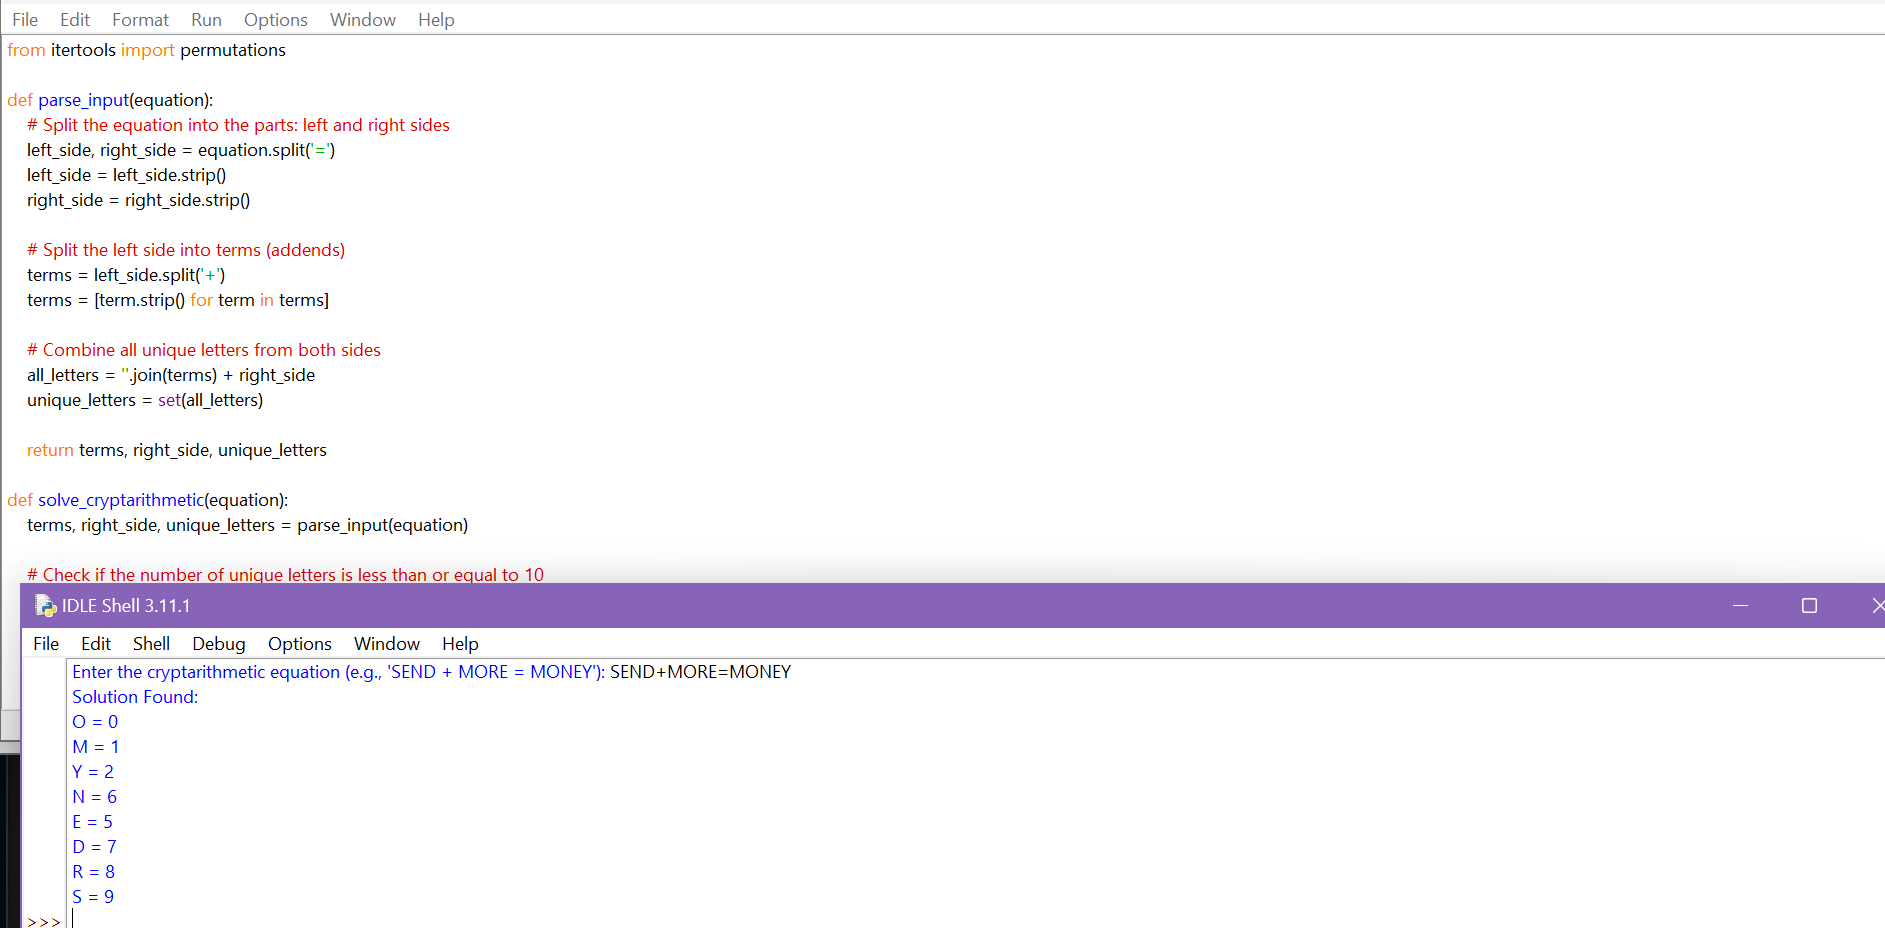 File Edit Format Run Options Window Help
from itertools import permutations
def parse_input(equation):
# Split the equation into the parts: left and right sides
left_side, right_side = equation.split('=')
left_side = left_side.strip()
right_side = right_side.strip()
# Split the left side into terms (addends)
terms = left_side.split('+')
terms = [term.strip() for term in terms]
# Combine all unique letters from both sides
all_letters = ''.join(terms) + right_side
unique_letters = set(all_letters)
return terms, right_side, unique_letters
def solve_cryptarithmetic(equation):
terms, right_side, unique_letters = parse_input(equation)
# Check if the number of unique letters is less than or equal to 10
IDLE Shell 3.11.1
File Edit Shell Debug Options Window Help
Enter the cryptarithmetic equation (e.g., 'SEND + MORE = MONEY'): SEND+MORE=MONEY
Solution Found:
O = 0
M = 1
Y = 2
N = 6
E = 5
D = 7
R = 8
S = 9
>>>